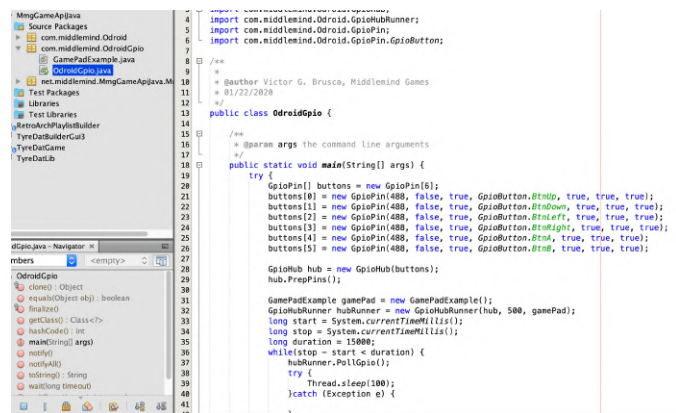 MmgGameApiJava
Source Packages
com.middlemind.Odroid
com.middlemind.OdroidGpio
GamePadExample.java
OdroidGpio.java
net.middlemind.MmgGameApiJava.Mi
Test Packages
Libraries
Test Libraries
RetroArchPlaylistBuilder
TyreDatBuilderGui3
TyreDatGame
TyreDatLib
dGpio.java - Navigator ×
mbers
<empty>
OdroidGpio
clone() : Object
equals(Object obj) : boolean
finalize()
getClass() : Class<?>
hashCode() : int
main(String[] args)
notify()
notifyAll()
toString() : String
wait(long timeout)
4 import com.middlemind.Odroid.GpioHubRunner;
5 import com.middlemind.Odroid.GpioPin;
6 import com.middlemind.Odroid.GpioPin.GpioButton;
7
8 /**
9 *
10 * @author Victor G. Brusca, Middlemind Games
11 * 01/22/2020
12 */
13 public class OdroidGpio {
14
15 /**
16 * @param args the command line arguments
17 */
18 public static void main(String[] args) {
19 try {
20 GpioPin[] buttons = new GpioPin[6];
21 buttons[0] = new GpioPin(488, false, true, GpioButton.BtnUp, true, true, true);
22 buttons[1] = new GpioPin(488, false, true, GpioButton.BtnDown, true, true, true);
23 buttons[2] = new GpioPin(488, false, true, GpioButton.BtnLeft, true, true, true);
24 buttons[3] = new GpioPin(488, false, true, GpioButton.BtnRight, true, true, true);
25 buttons[4] = new GpioPin(488, false, true, GpioButton.BtnA, true, true, true);
26 buttons[5] = new GpioPin(488, false, true, GpioButton.BtnB, true, true, true);
27
28 GpioHub hub = new GpioHub(buttons);
29 hub.PrepPins();
30
31 GamePadExample gamePad = new GamePadExample();
32 GpioHubRunner hubRunner = new GpioHubRunner(hub, 500, gamePad);
33 long start = System.currentTimeMillis();
34 long stop = System.currentTimeMillis();
35 long duration = 15000;
36 while(stop - start < duration) {
37 hubRunner.PollGpio();
38 try {
39 Thread.sleep(100);
40 }catch (Exception e) {
41